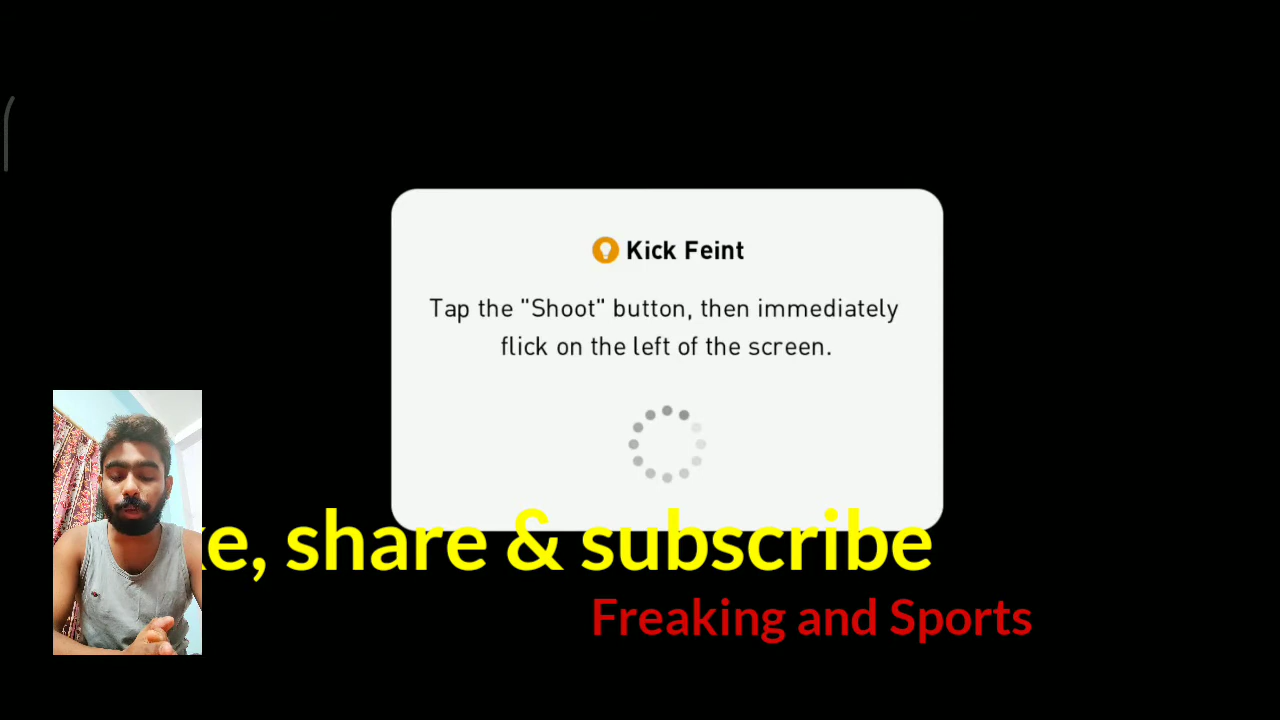 Kick Feint
Tap the "Shoot" button, then immediately
flick on the left of the screen.
ke, share & subscribe
Freaking and Sports